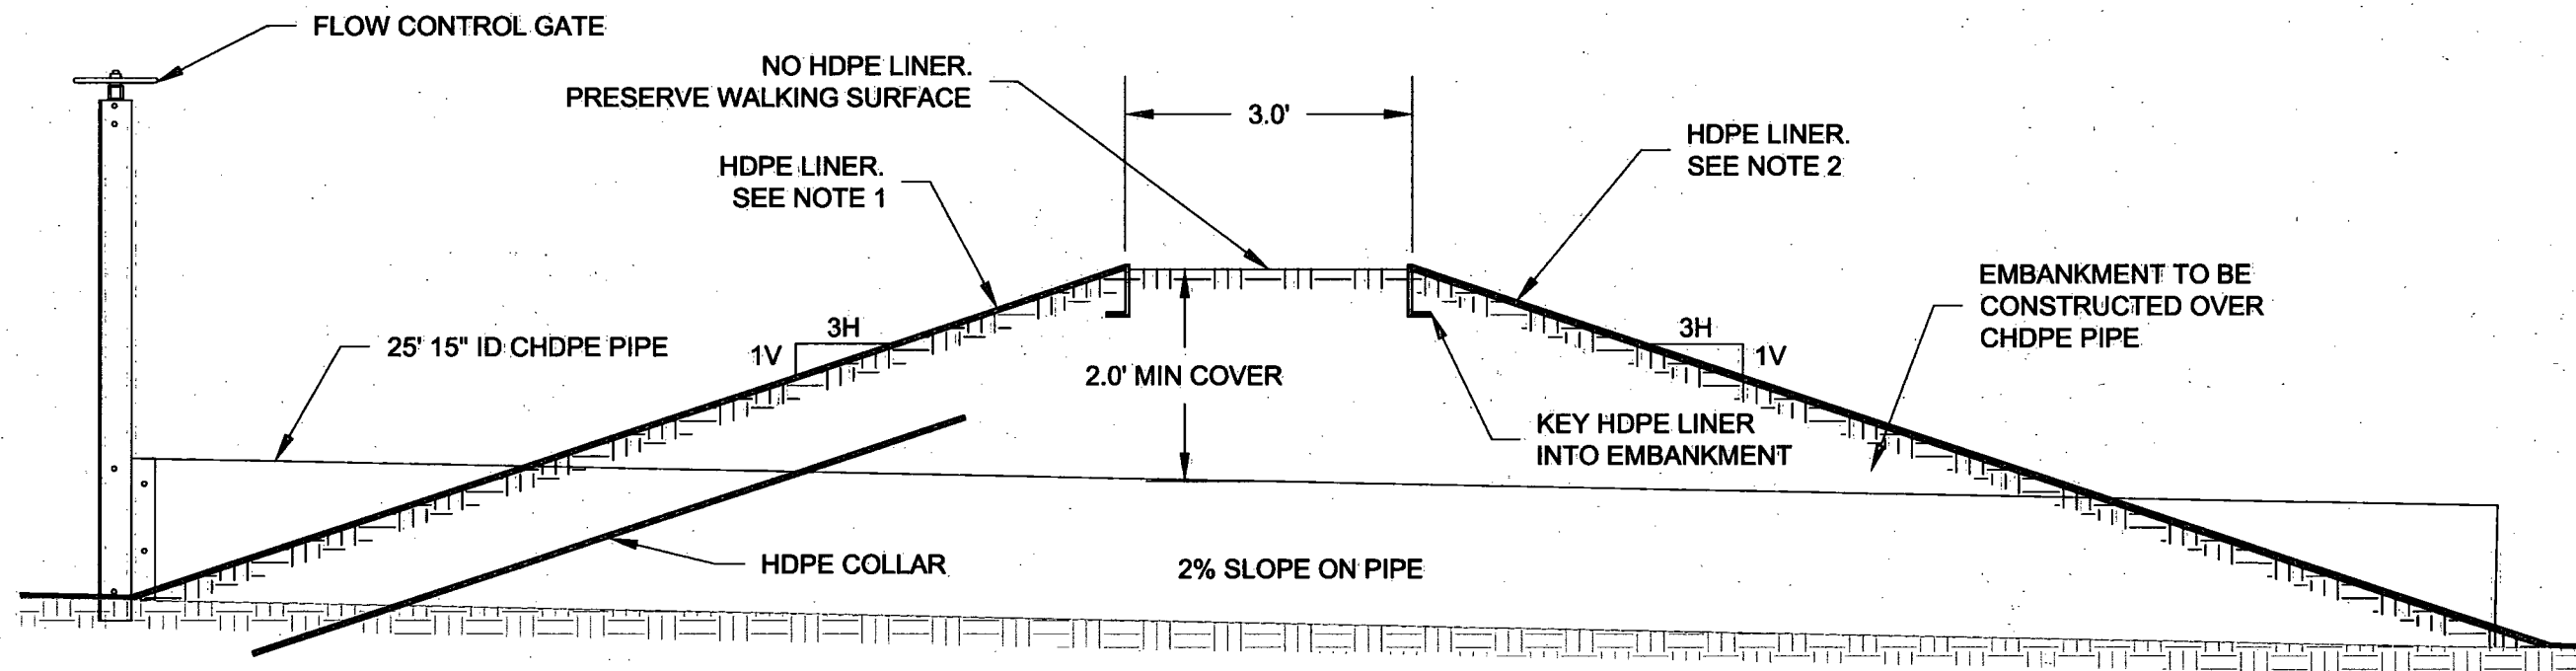 FLOW CONTROL GATE
NO HDPE LINER.
PRESERVE WALKING SURFACE
3.0'
HDPE LINER.
SEE NOTE 1
HDPE LINER.
SEE NOTE 2
EMBANKMENT TO BE
CONSTRUCTED OVER
CHDPE PIPE
25' 15" ID CHDPE PIPE
3H
1V
2.0' MIN COVER
3H
1V
KEY HDPE LINER
INTO EMBANKMENT
HDPE COLLAR
2% SLOPE ON PIPE